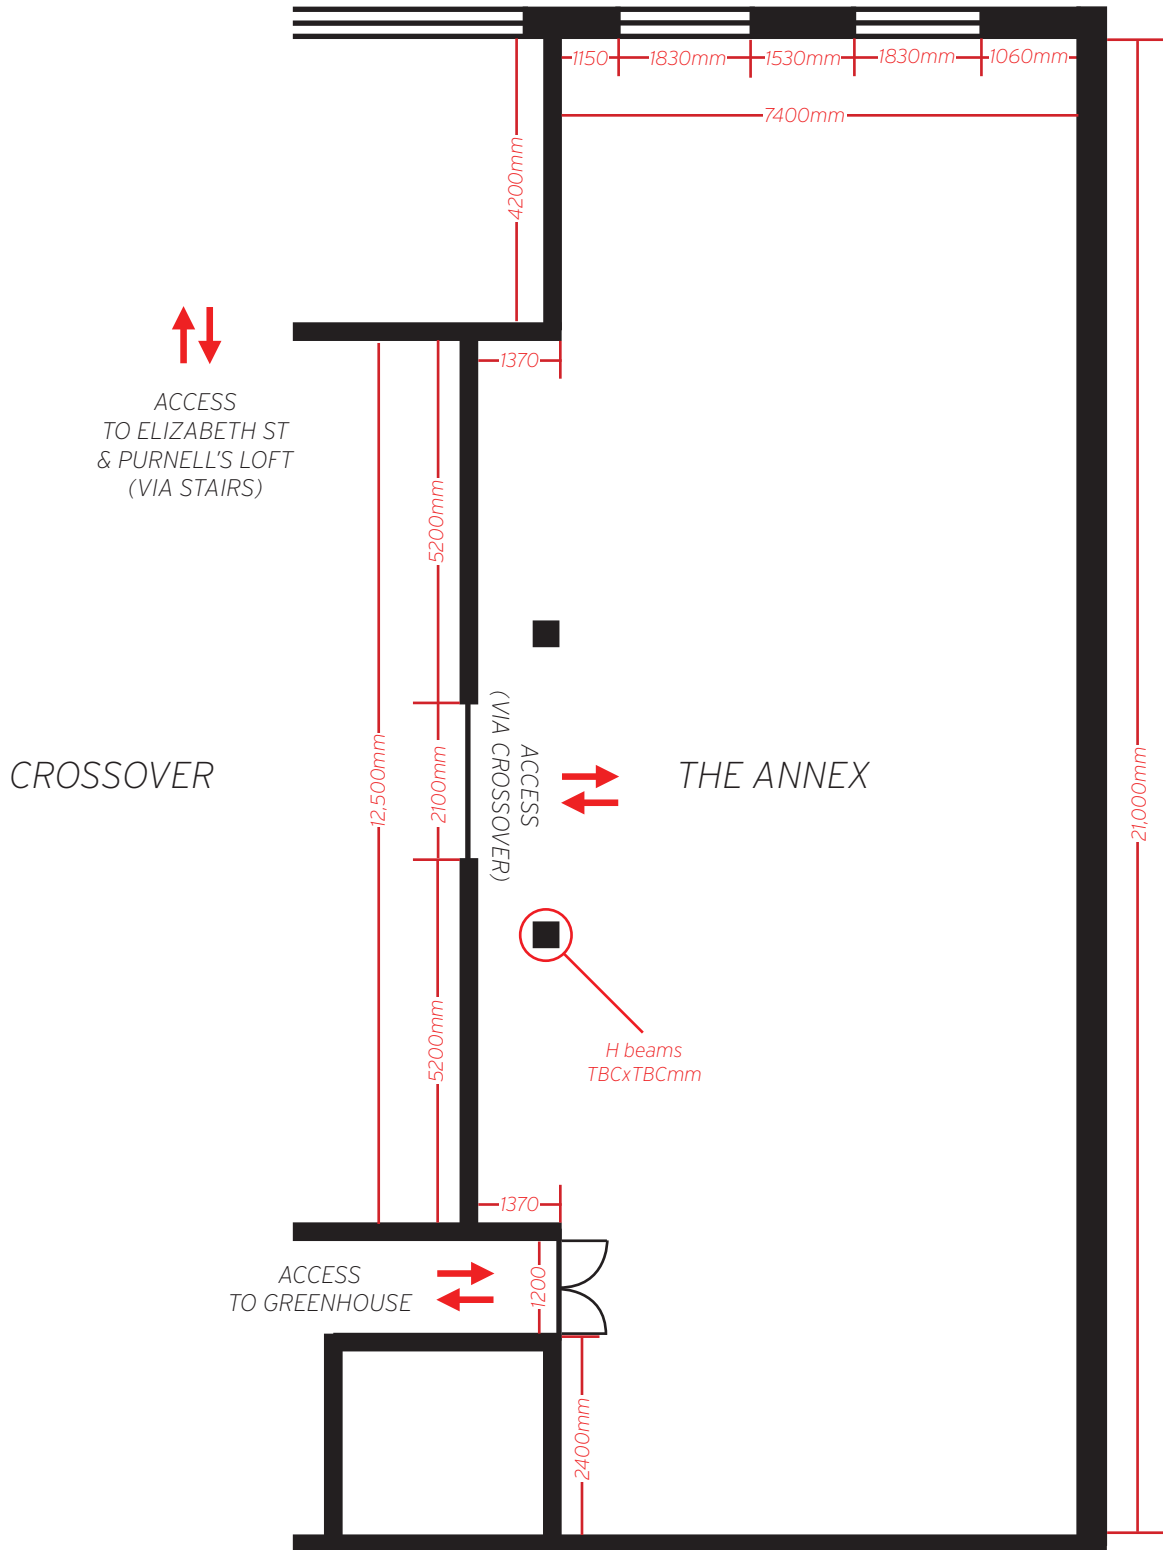 1150
1830mm
1530mm
1830mm
1060mm
7400mm
4200mm
1370
ACCESS
TO ELIZABETH ST
& PURNELL'S LOFT
(VIA STAIRS)
5200mm
ACCESS
(VIA CROSSOVER)
CROSSOVER
12,500mm
2100mm
THE ANNEX
21,000mm
5200mm
H beams
TBCxTBCmm
1370
ACCESS
TO GREENHOUSE
1200
2400mm